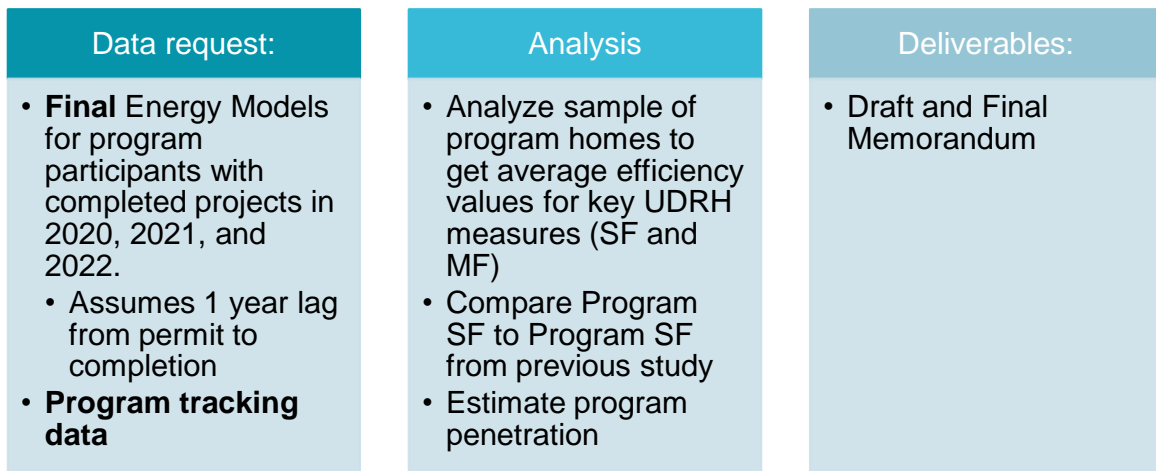 Data request:
• Final Energy Models
for program
participants with
completed projects in
2020, 2021, and
2022.
• Assumes 1 year lag
from permit to
completion
• Program tracking
data
Analysis
• Analyze sample of
program homes to
get average efficiency
values for key UDRH
measures (SF and
MF)
• Compare Program
SF to Program SF
from previous study
• Estimate program
penetration
Deliverables:
• Draft and Final
Memorandum